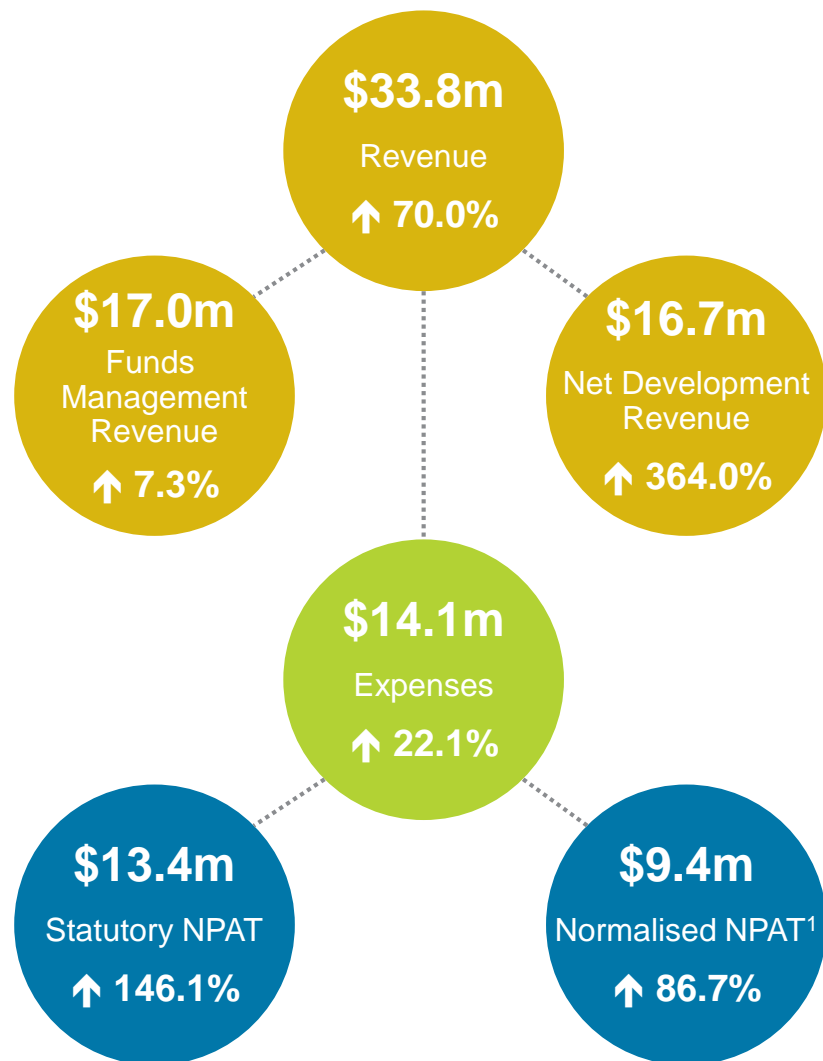 $33.8m
Revenue
↑ 70.0%
$17.0m
Funds
Management
Revenue
↑ 7.3%
$16.7m
Net Development
Revenue
↑ 364.0%
$14.1m
Expenses
↑ 22.1%
$13.4m
Statutory NPAT
↑ 146.1%
$9.4m
Normalised NPAT¹
↑ 86.7%